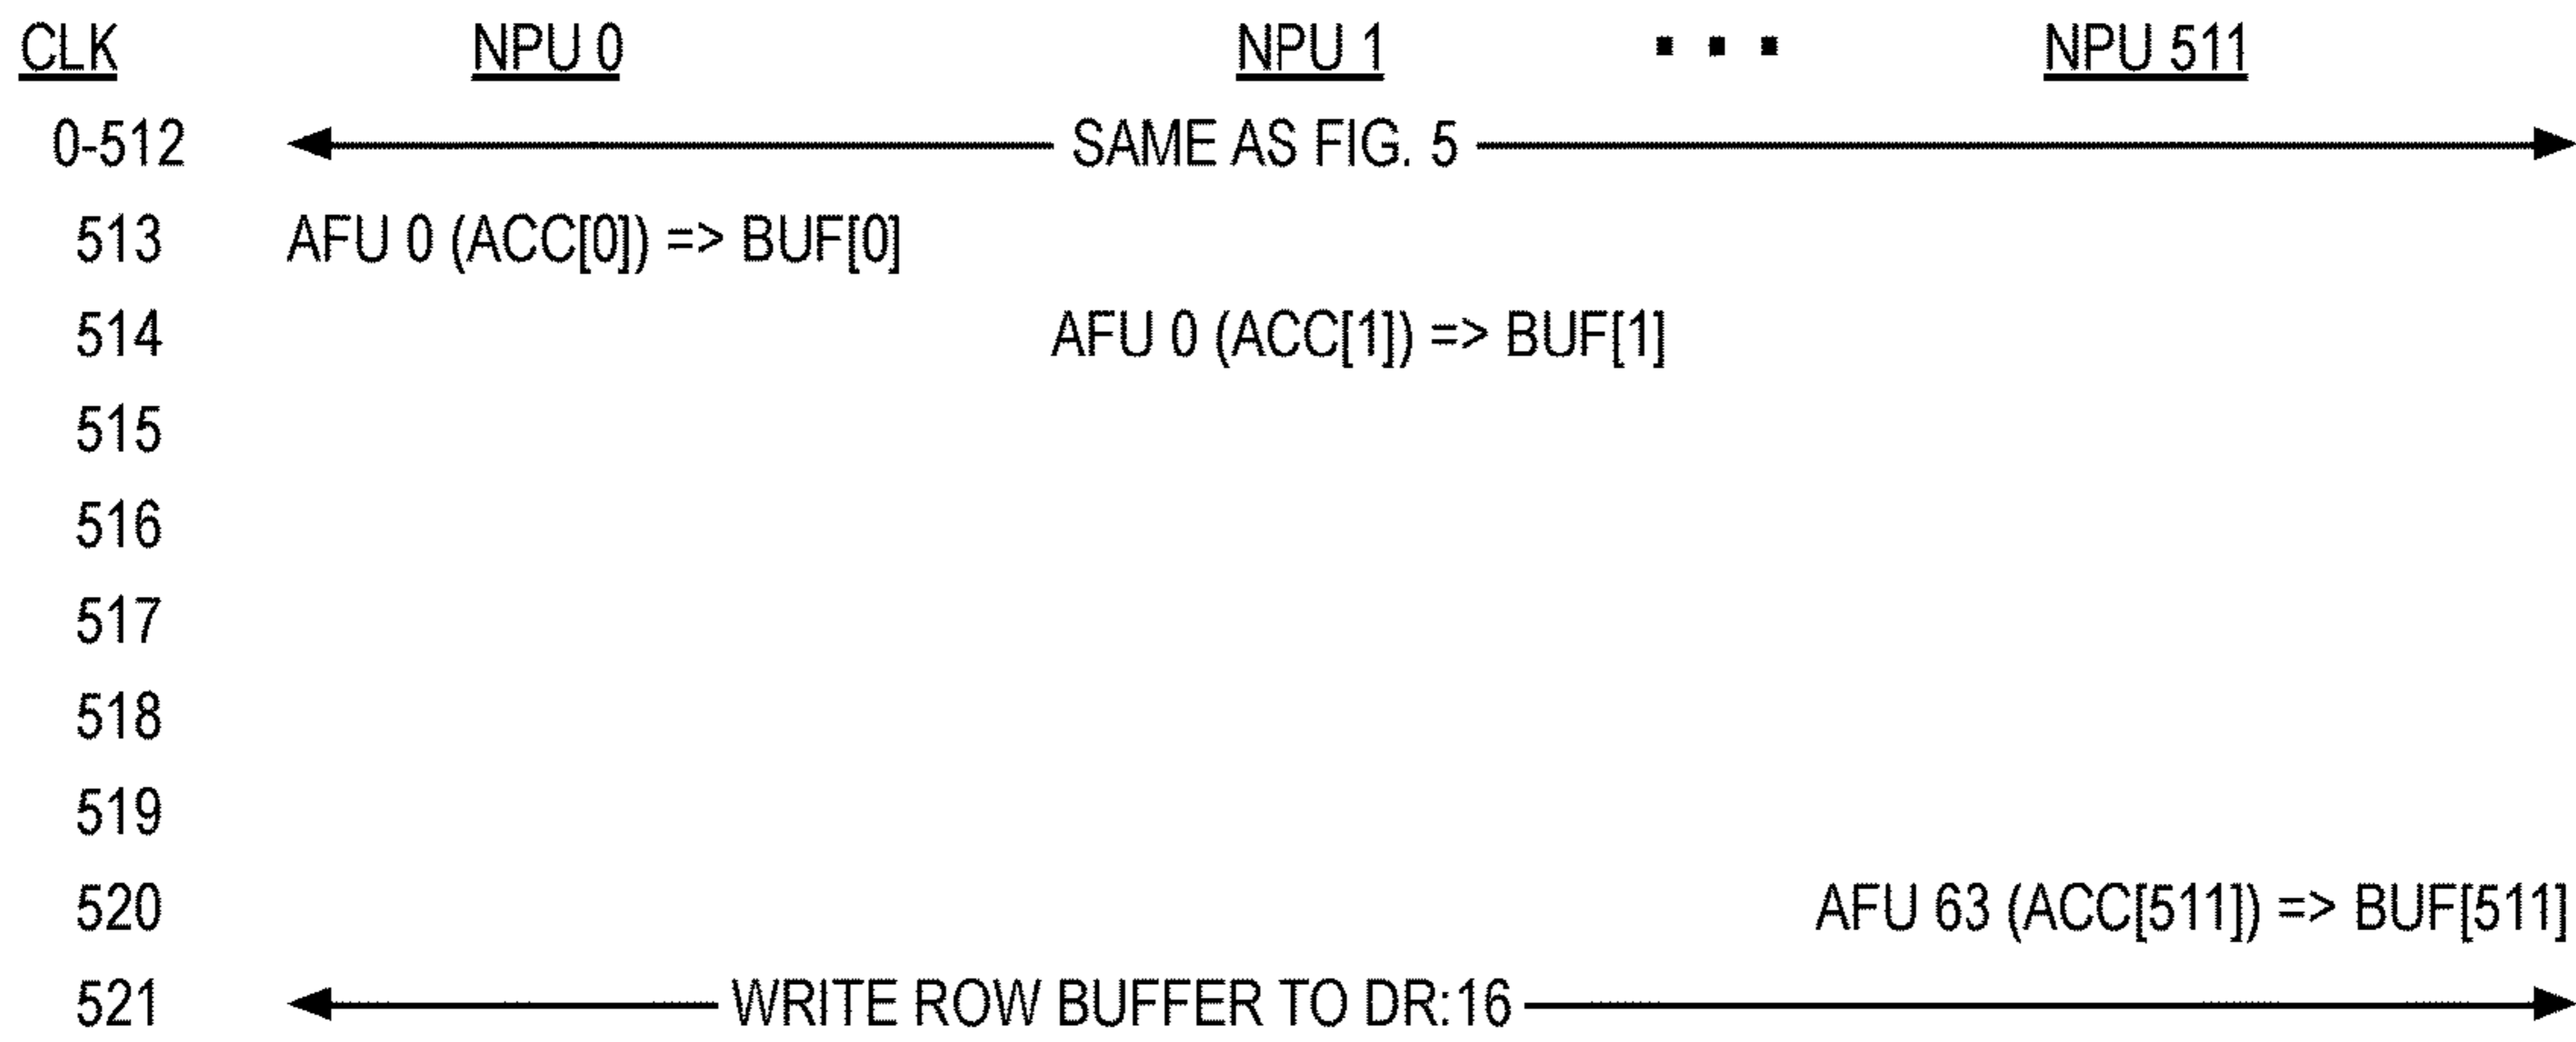 CLK NPU 0 NPU 1 ... NPU 511
0-512 SAME AS FIG. 5
513 AFU 0 (ACC[0]) => BUF[0]
514 AFU 0 (ACC[1]) => BUF[1]
515
516
517
518
519
520 AFU 63 (ACC[511]) => BUF[511]
521 WRITE ROW BUFFER TO DR:16